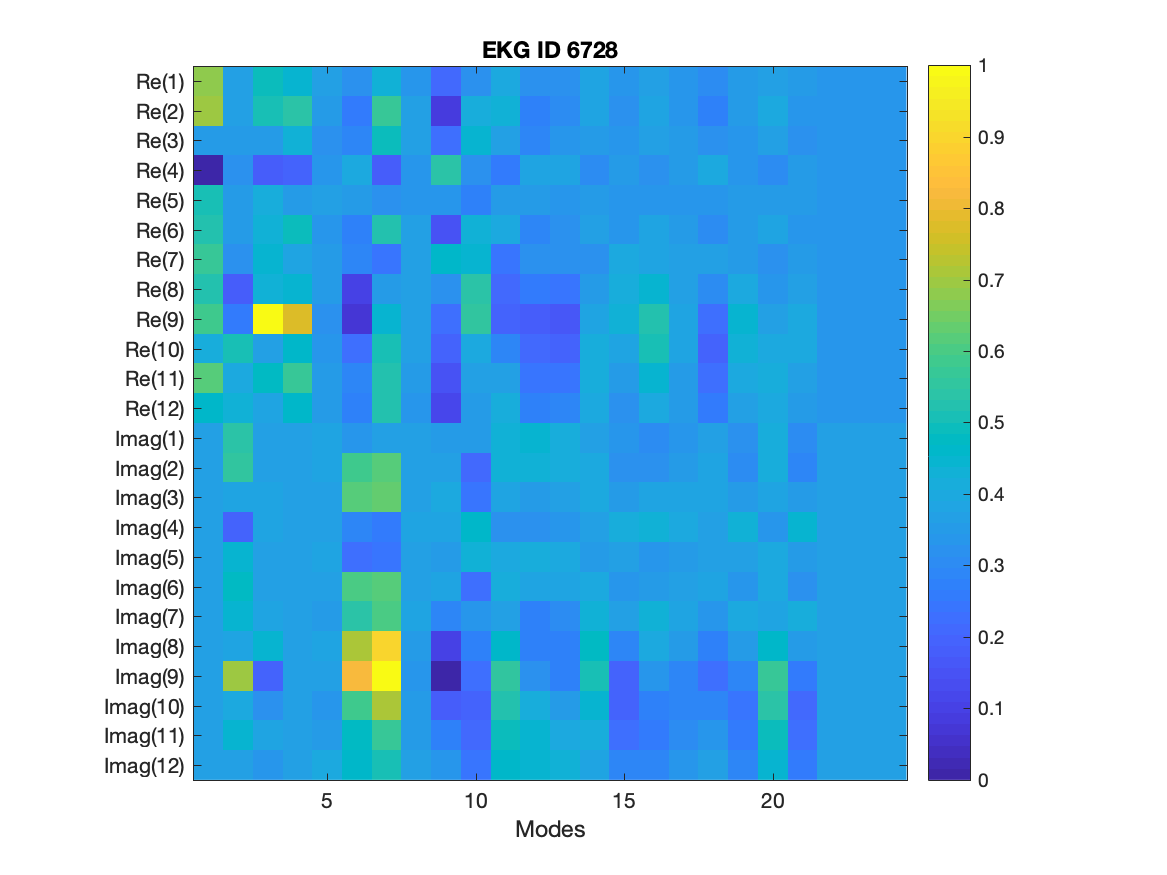 EKG ID 6728
Re(1)
Re(2)
Re(3)
Re(4)
Re(5)
Re(6)
Re(7)
Re(8)
Re(9)
Re(10)
Re(11)
Re(12)
Imag(1)
Imag(2)
Imag(3)
Imag(4)
Imag(5)
Imag(6)
Imag(7)
Imag(8)
Imag(9)
Imag(10)
Imag(11)
Imag(12)
5 10 15 20
Modes
1
0.9
0.8
0.7
0.6
0.5
0.4
0.3
0.2
0.1
0